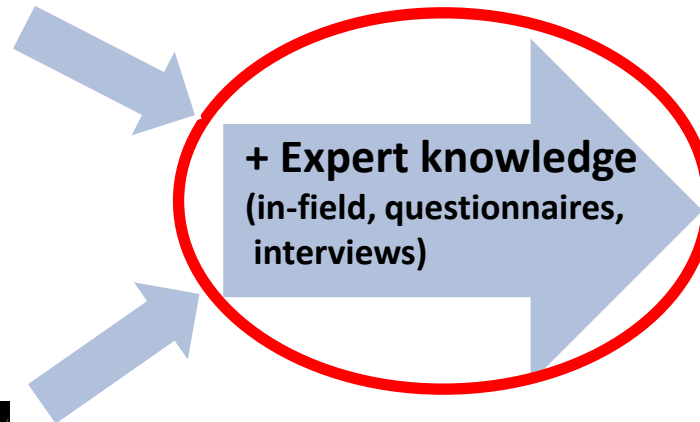 + Expert knowledge
(in-field, questionnaires,
interviews)